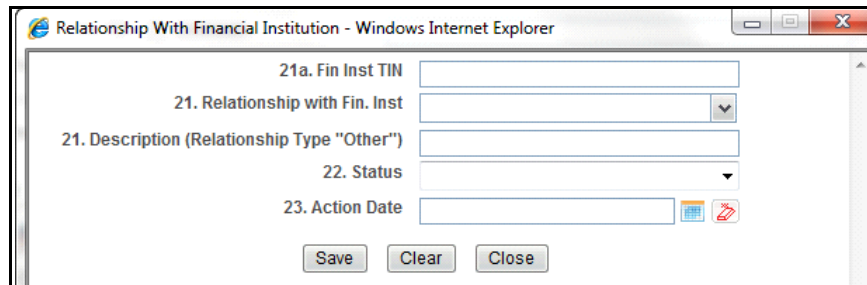 Relationship With Financial Institution - Windows Internet Explorer
21a. Fin Inst TIN
21. Relationship with Fin. Inst
21. Description (Relationship Type "Other")
22. Status
23. Action Date
Save Clear Close